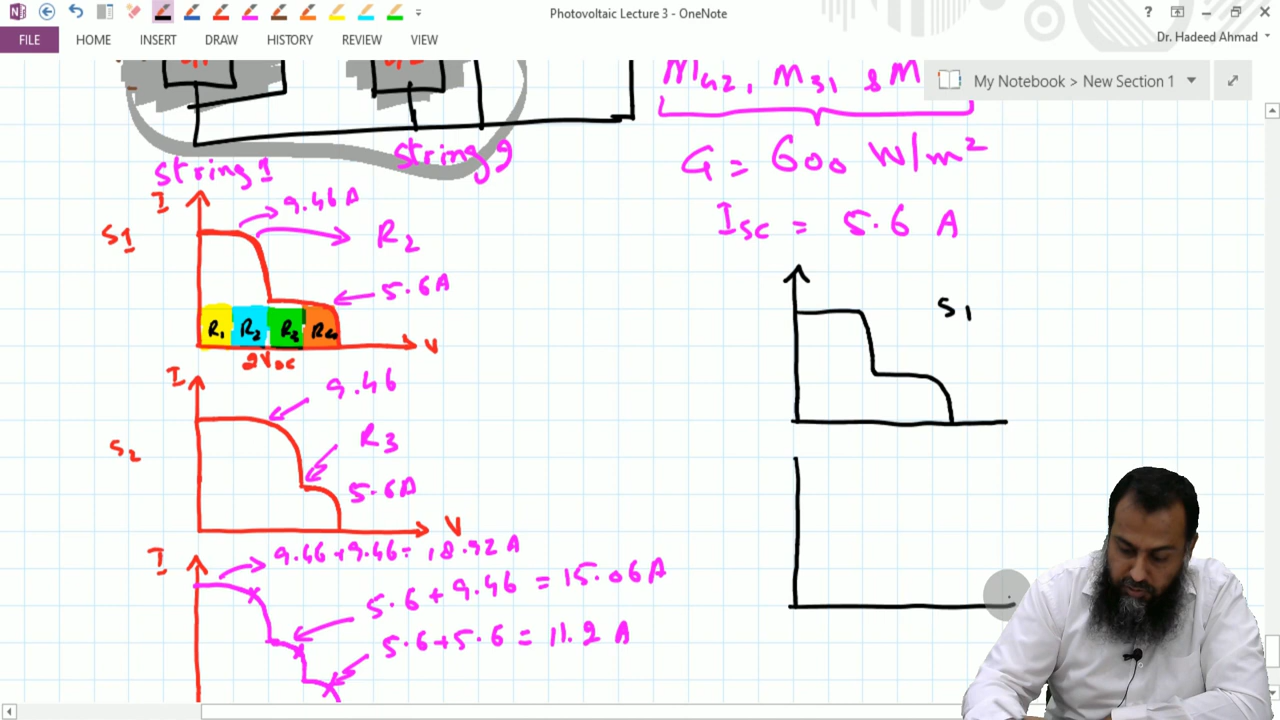 Photovoltaic Lecture 3 - OneNote
FILE HOME INSERT DRAW HISTORY REVIEW VIEW
Dr. Hadeed Ahmad
My Notebook > New Section 1
M42, M31, & M
G = 600 W/m²
Isc = 5.6 A
String 1
String 2
I
9.46 A
S1
R2
5.6 A
R1 R2 R3 R4
V
2Voc
I
9.46
S2
R3
5.6A
V
I
9.46 + 9.46 = 18.92 A
5.6 + 9.46 = 15.06 A
5.6 + 5.6 = 11.2 A
S1